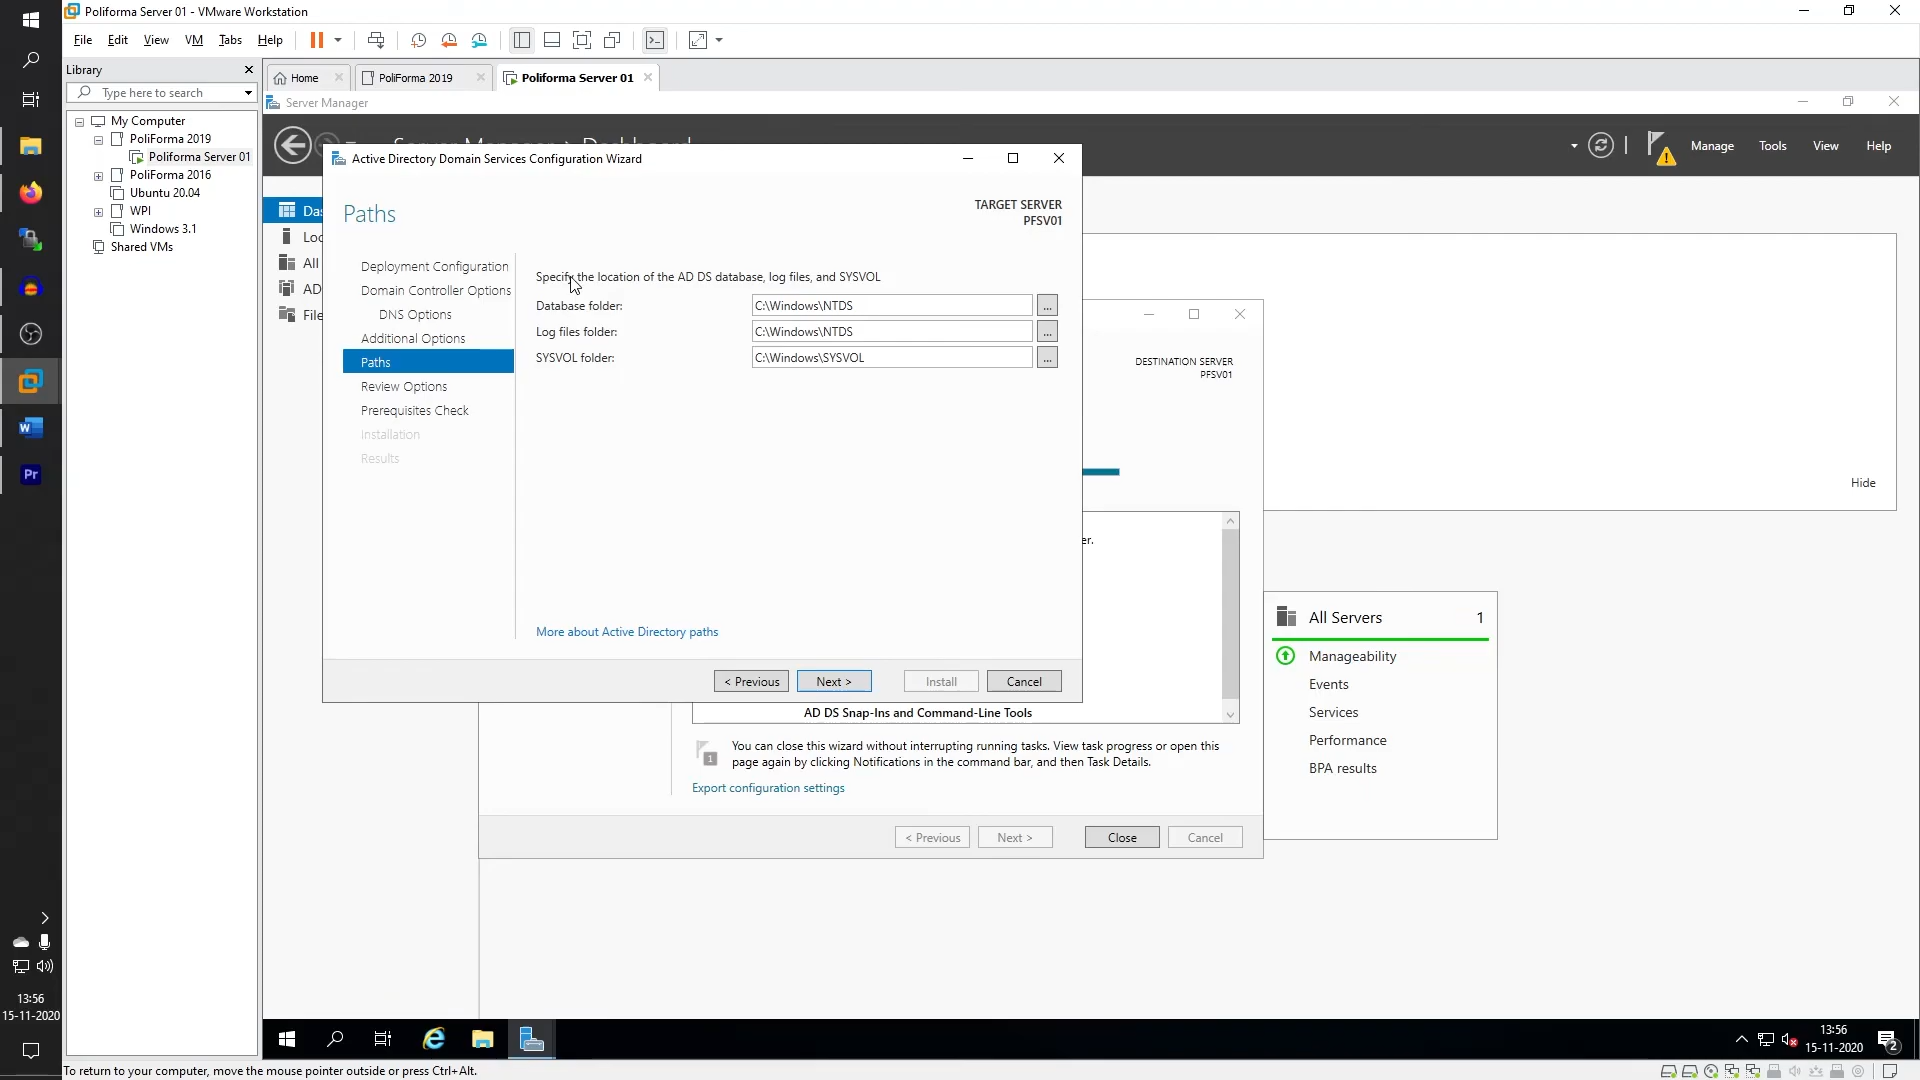 Poliforma Server 01 - VMware Workstation
File Edit View VM Tabs Help
Library
Type here to search
My Computer
PoliForma 2019
Poliforma Server 01
PoliForma 2016
Ubuntu 20.04
WPI
Windows 3.1
Shared VMs
Home
PoliForma 2019
Poliforma Server 01
Server Manager
Manage Tools View Help
Active Directory Domain Services Configuration Wizard
Paths
TARGET SERVER
PFSV01
Deployment Configuration
Domain Controller Options
DNS Options
Additional Options
Paths
Review Options
Prerequisites Check
Installation
Results
Specify the location of the AD DS database, log files, and SYSVOL
Database folder: C:\Windows\NTDS ...
Log files folder: C:\Windows\NTDS ...
SYSVOL folder: C:\Windows\SYSVOL ...
More about Active Directory paths
< Previous Next > Install Cancel
Das
Loc
All
AD
File
DESTINATION SERVER
PFSV01
er.
AD DS Snap-Ins and Command-Line Tools
1
You can close this wizard without interrupting running tasks. View task progress or open this
page again by clicking Notifications in the command bar, and then Task Details.
Export configuration settings
< Previous Next > Close Cancel
Hide
All Servers 1
Manageability
Events
Services
Performance
BPA results
W
Pr
13:56
15-11-2020
13:56
15-11-2020
2
To return to your computer, move the mouse pointer outside or press Ctrl+Alt.